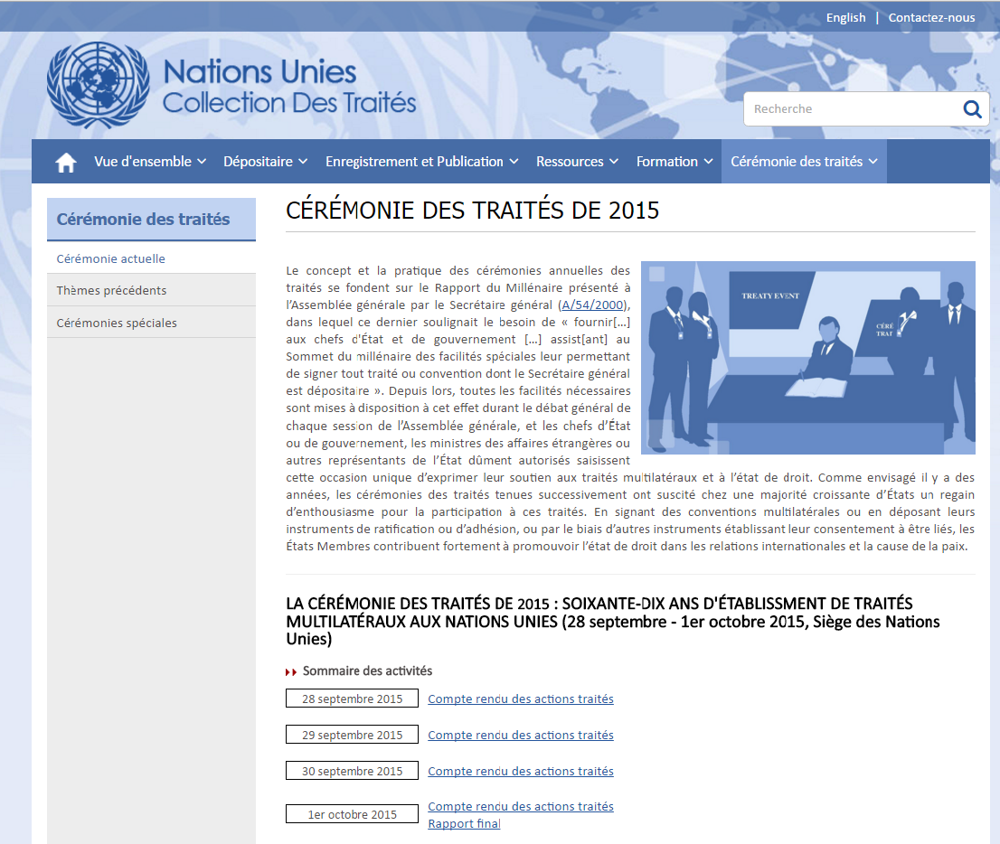 English | Contactez-nous
Nations Unies
Collection Des Traités
Recherche
Vue d'ensemble Dépositaire Enregistrement et Publication Ressources Formation Cérémonie des traités
Cérémonie des traités
Cérémonie actuelle
Thèmes précédents
Cérémonies spéciales
CÉRÉMONIE DES TRAITÉS DE 2015
Le concept et la pratique des cérémonies annuelles des
traités se fondent sur le Rapport du Millénaire présenté à
l'Assemblée générale par le Secrétaire général (A/54/2000),
dans lequel ce dernier soulignait le besoin de « fournir[...]
aux chefs d'État et de gouvernement [...] assist[ant] au
Sommet du millénaire des facilités spéciales leur permettant
de signer tout traité ou convention dont le Secrétaire général
est dépositaire ». Depuis lors, toutes les facilités nécessaires
sont mises à disposition à cet effet durant le débat général de
chaque session de l'Assemblée générale, et les chefs d'État
ou de gouvernement, les ministres des affaires étrangères ou
autres représentants de l'État dûment autorisés saisissent
cette occasion unique d'exprimer leur soutien aux traités multilatéraux et à l'état de droit. Comme envisagé il y a des
années, les cérémonies des traités tenues successivement ont suscité chez une majorité croissante d'États un regain
d'enthousiasme pour la participation à ces traités. En signant des conventions multilatérales ou en déposant leurs
instruments de ratification ou d'adhésion, ou par le biais d'autres instruments établissant leur consentement à être liés, les
États Membres contribuent fortement à promouvoir l'état de droit dans les relations internationales et la cause de la paix.
TREATY EVENT
CÉRÉ
TRAI
LA CÉRÉMONIE DES TRAITÉS DE 2015 : SOIXANTE-DIX ANS D'ÉTABLISSMENT DE TRAITÉS
MULTILATÉRAUX AUX NATIONS UNIES (28 septembre - 1er octobre 2015, Siège des Nations
Unies)
Sommaire des activités
28 septembre 2015 Compte rendu des actions traités
29 septembre 2015 Compte rendu des actions traités
30 septembre 2015 Compte rendu des actions traités
1er octobre 2015 Compte rendu des actions traités
Rapport final